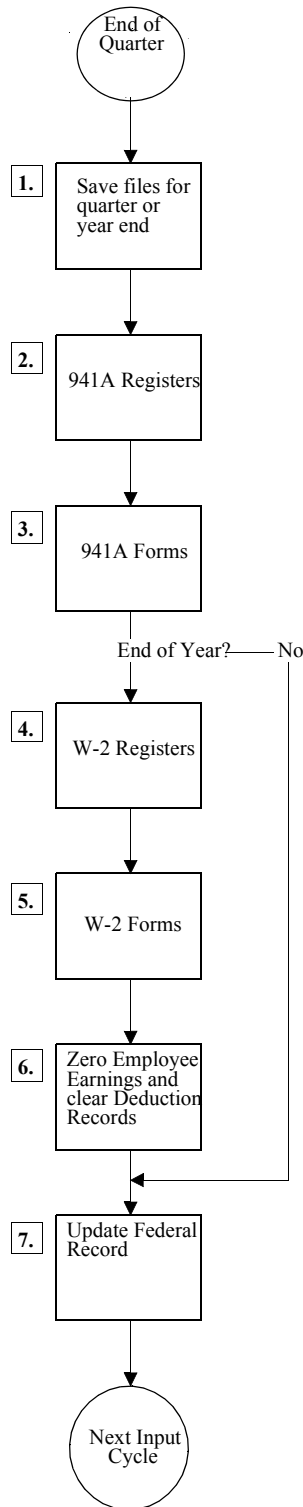 End of
Quarter
1.
Save files for
quarter or
year end
2.
941A Registers
3.
941A Forms
End of Year? No
4.
W-2 Registers
5.
W-2 Forms
6.
Zero Employee
Earnings and
clear Deduction
Records
7.
Update Federal
Record
Next Input
Cycle